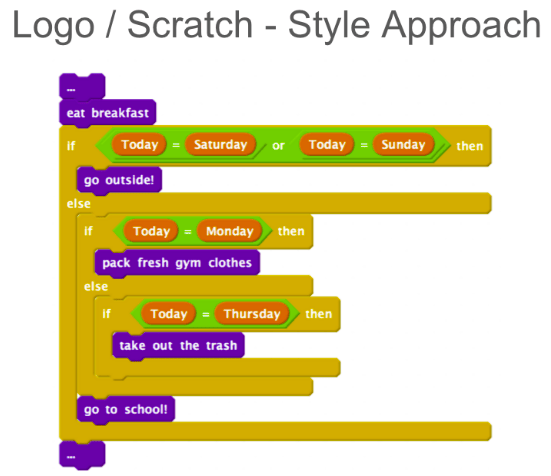 Logo / Scratch - Style Approach
...
eat breakfast
if Today = Saturday or Today = Sunday then
go outside!
else
if Today = Monday then
pack fresh gym clothes
else
if Today = Thursday then
take out the trash
go to school!
...